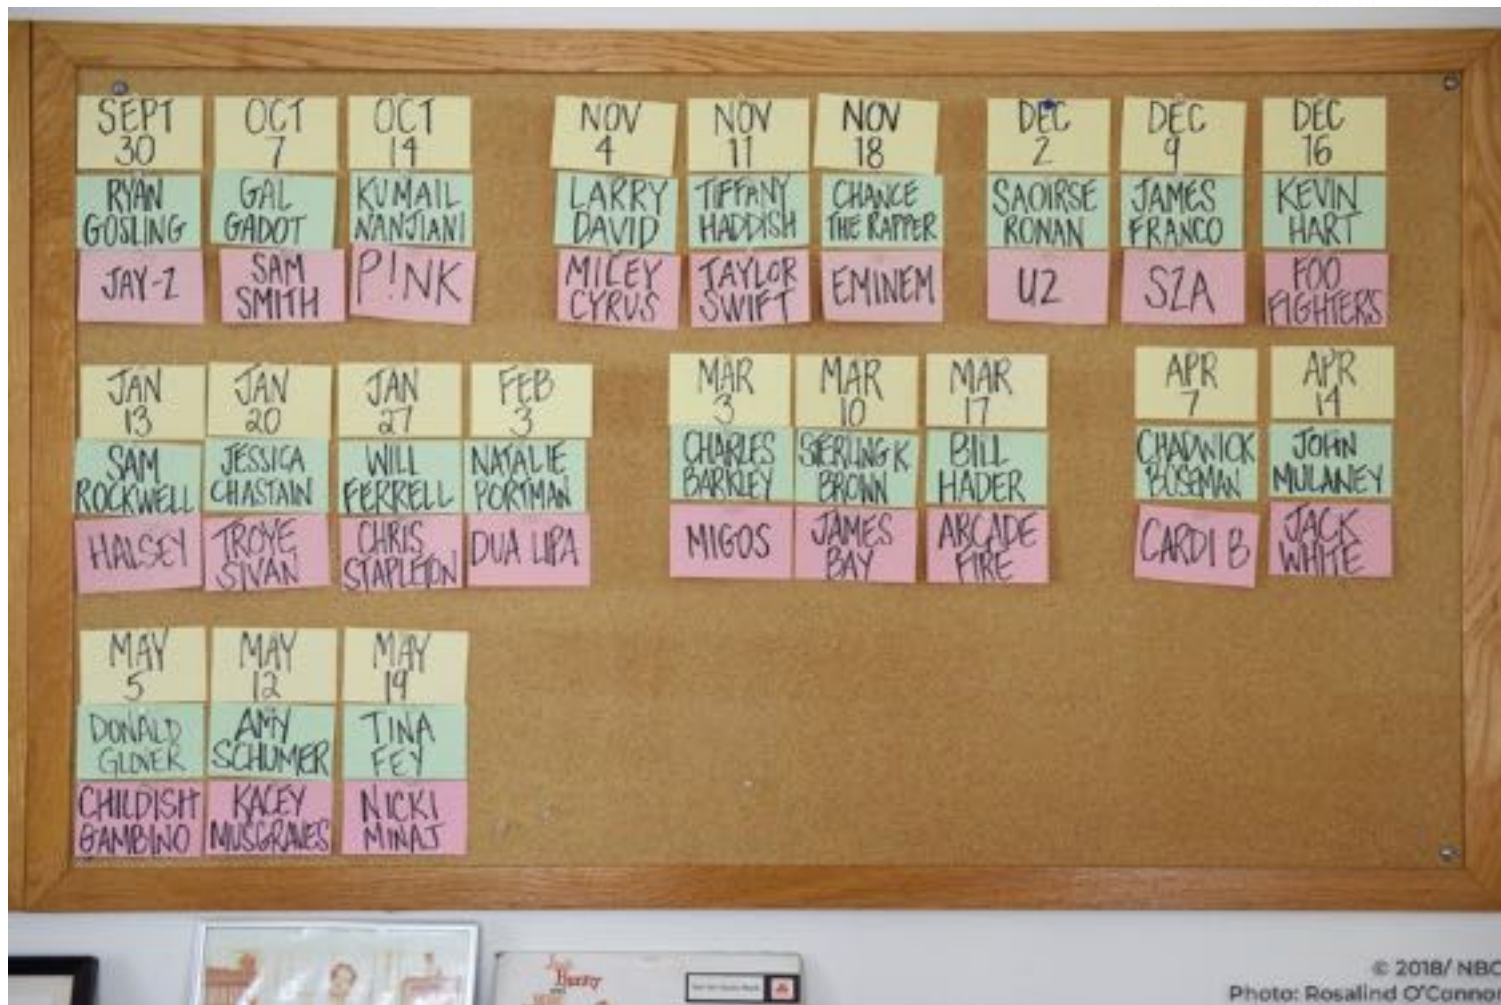 SEPT
30
RYAN
GOSLING
JAY-Z
OCT
7
GAL
GADOT
SAM
SMITH
OCT
14
KUMAIL
NANJIANI
P!NK
NOV
4
LARRY
DAVID
MILEY
CYRUS
NOV
11
TIFFANY
HADDISH
TAYLOR
SWIFT
NOV
18
CHANCE
THE RAPPER
EMINEM
DEC
2
SAOIRSE
RONAN
U2
DEC
9
JAMES
FRANCO
SZA
DEC
16
KEVIN
HART
FOO
FIGHTERS
JAN
13
SAM
ROCKWELL
HALSEY
JAN
20
JESSICA
CHASTAIN
TROYE
SIVAN
JAN
27
WILL
FERRELL
CHRIS
STAPLETON
FEB
3
NATALIE
PORTMAN
DUA LIPA
MAR
3
CHARLES
BARKLEY
MIGOS
MAR
10
STERLING K
BROWN
JAMES
BAY
MAR
17
BILL
HADER
ARCADE
FIRE
APR
7
CHADWICK
BOSEMAN
CARDI B
APR
14
JOHN
MULANEY
JACK
WHITE
MAY
5
DONALD
GLOVER
CHILDISH
GAMBINO
MAY
12
AMY
SCHUMER
KACEY
MUSGRAVES
MAY
19
TINA
FEY
NICKI
MINAJ
Benny
© 2018/ NBC
Photo: Rosalind O'Connor